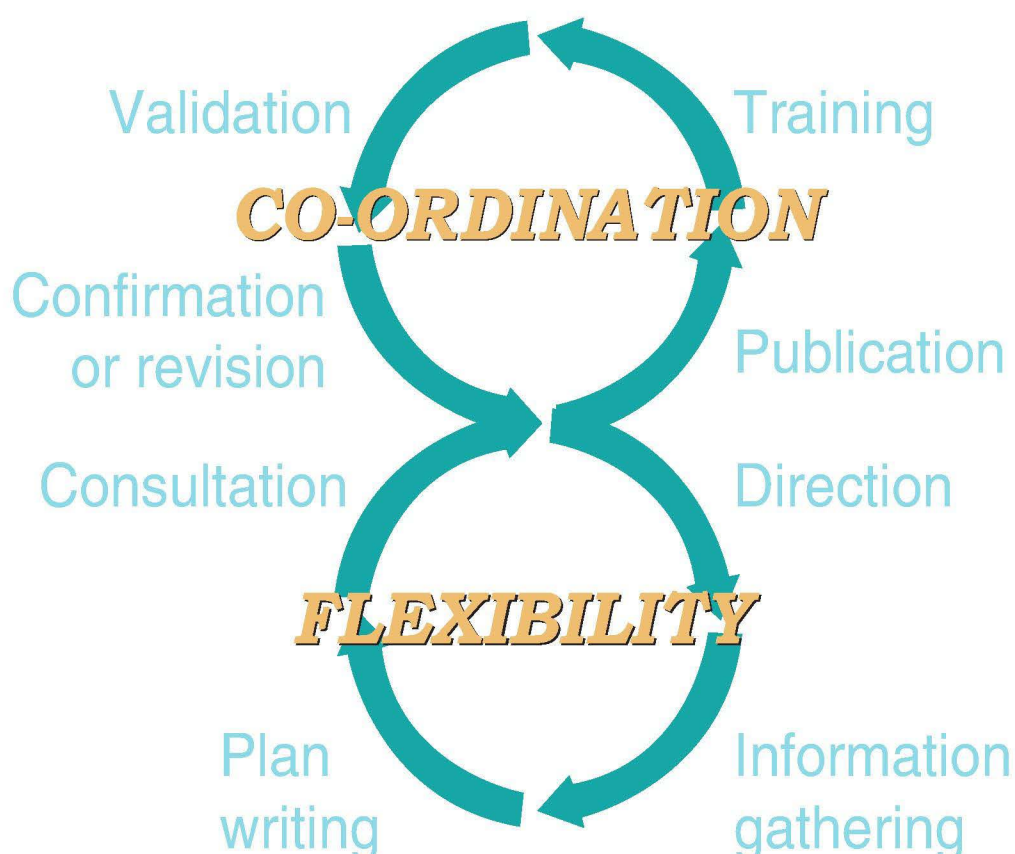 Validation
Training
CO-ORDINATION
Confirmation
or revision
Publication
Consultation
Direction
FLEXIBILITY
Plan
writing
Information
gathering